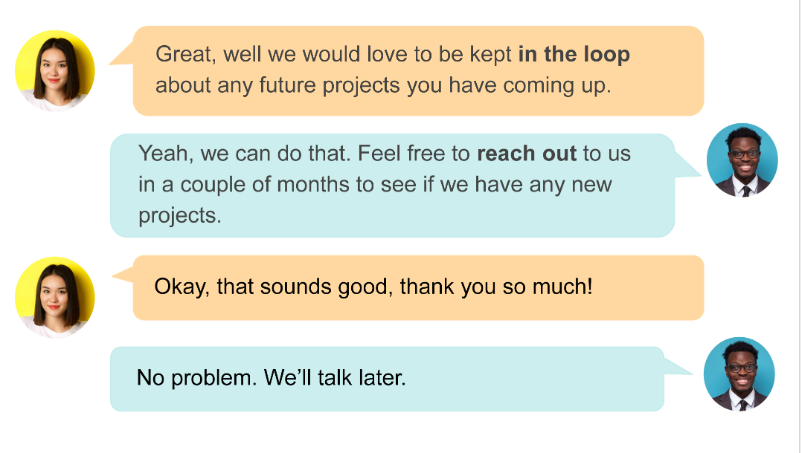 Great, well we would love to be kept in the loop
about any future projects you have coming up.
Yeah, we can do that. Feel free to reach out to us
in a couple of months to see if we have any new
projects.
Okay, that sounds good, thank you so much!
No problem. We’ll talk later.